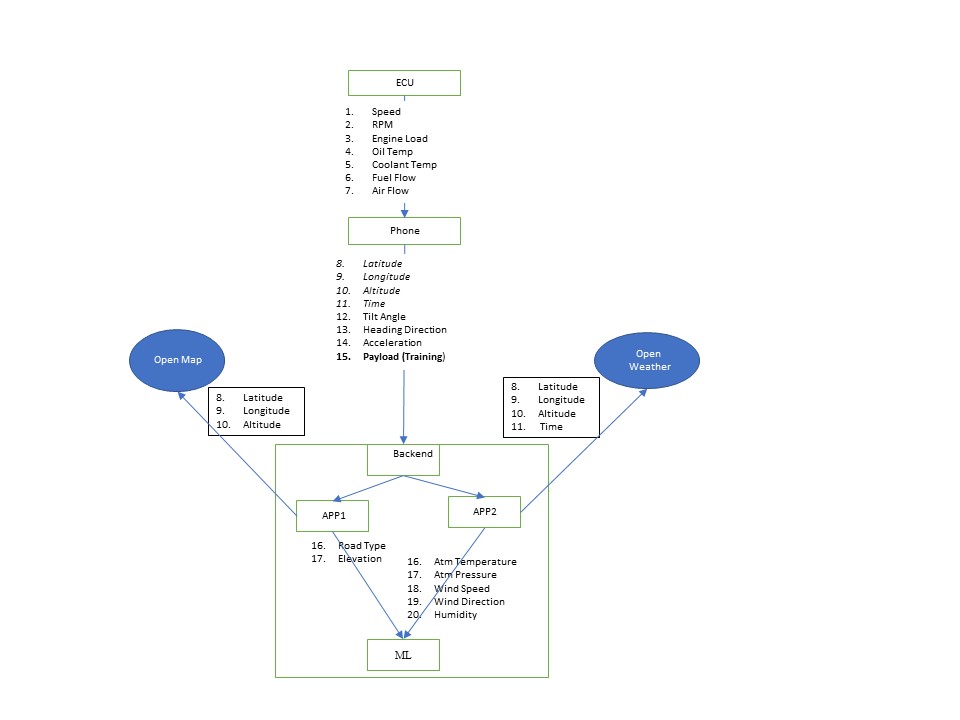 ECU
1. Speed
2. RPM
3. Engine Load
4. Oil Temp
5. Coolant Temp
6. Fuel Flow
7. Air Flow
Phone
8. Latitude
9. Longitude
10. Altitude
11. Time
12. Tilt Angle
13. Heading Direction
14. Acceleration
15. Payload (Training)
Open Map
8. Latitude
9. Longitude
10. Altitude
Open
Weather
8. Latitude
9. Longitude
10. Altitude
11. Time
Backend
APP1
APP2
16. Road Type
17. Elevation
16. Atm Temperature
17. Atm Pressure
18. Wind Speed
19. Wind Direction
20. Humidity
ML